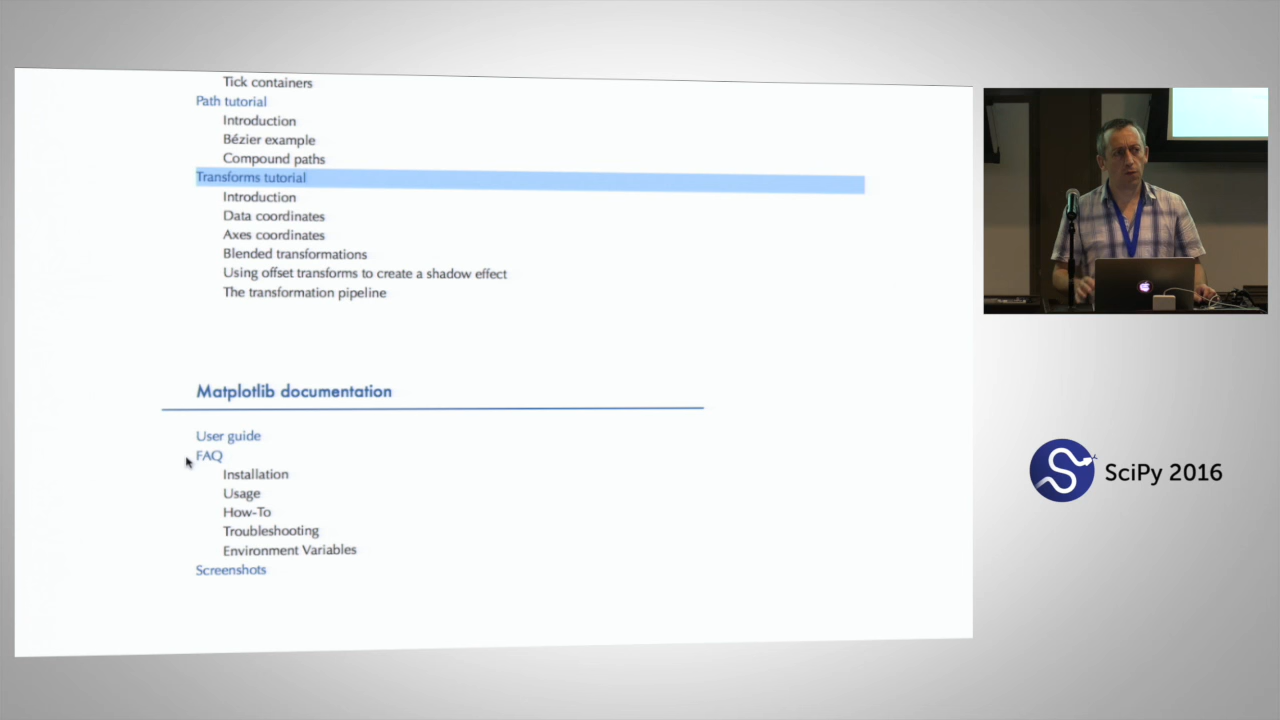 Tick containers
Path tutorial
Introduction
Bézier example
Compound paths
Transforms tutorial
Introduction
Data coordinates
Axes coordinates
Blended transformations
Using offset transforms to create a shadow effect
The transformation pipeline
Matplotlib documentation
User guide
FAQ
Installation
Usage
How-To
Troubleshooting
Environment Variables
Screenshots
SciPy 2016